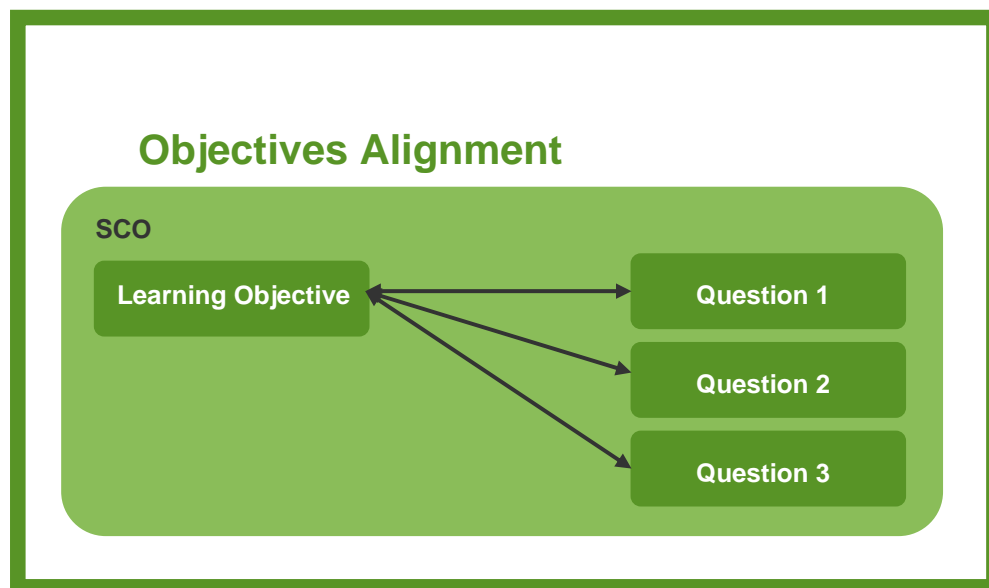 Objectives Alignment
SCO
Learning Objective
Question 1
Question 2
Question 3